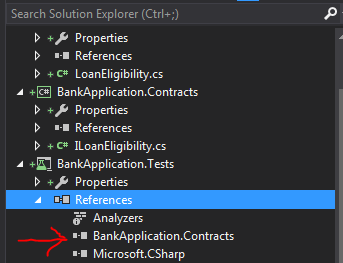 Search Solution Explorer (Ctrl+;)
Properties
References
C# LoanEligibility.cs
C# BankApplication.Contracts
Properties
References
C# ILoanEligibility.cs
BankApplication.Tests
Properties
References
Analyzers
BankApplication.Contracts
Microsoft.CSharp